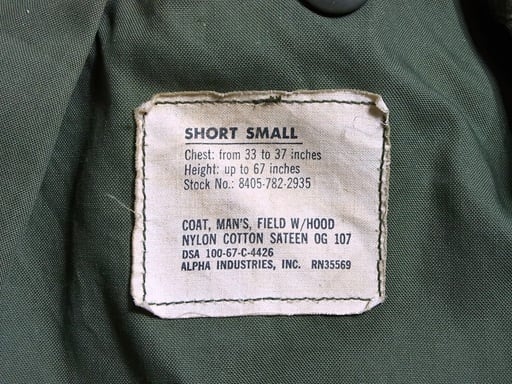 SHORT SMALL
Chest: from 33 to 37 inches
Height: up to 67 inches
Stock No.: 8405-782-2935
COAT, MAN'S, FIELD W/HOOD
NYLON COTTON SATEEN OG 107
DSA 100-67-C-4426
ALPHA INDUSTRIES, INC. RN35569